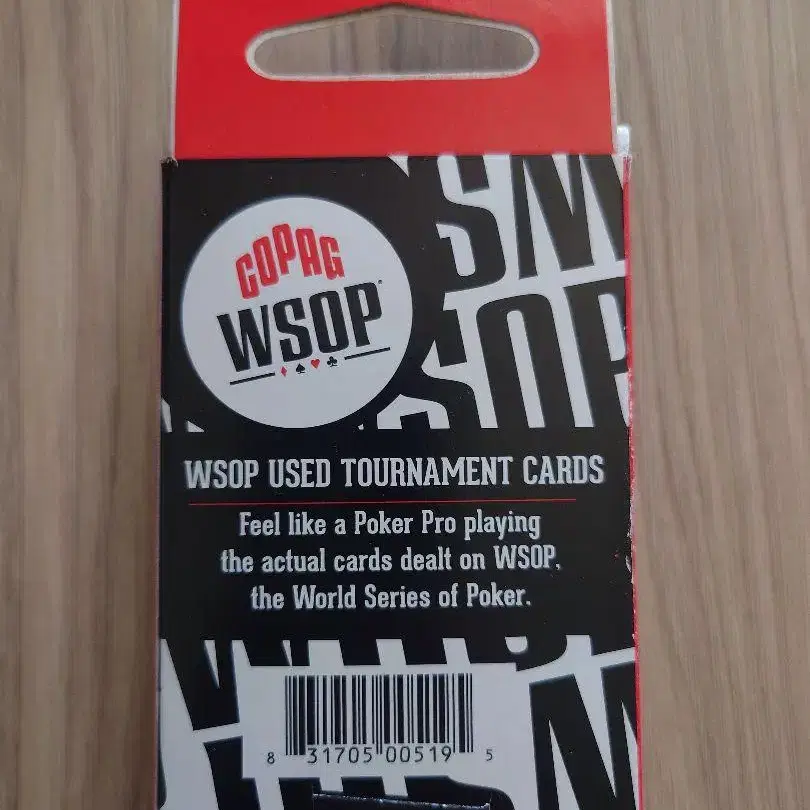 COPAG
WSOP®
WSOP USED TOURNAMENT CARDS
Feel like a Poker Pro playing
the actual cards dealt on WSOP,
the World Series of Poker.
8 31705 00519 5